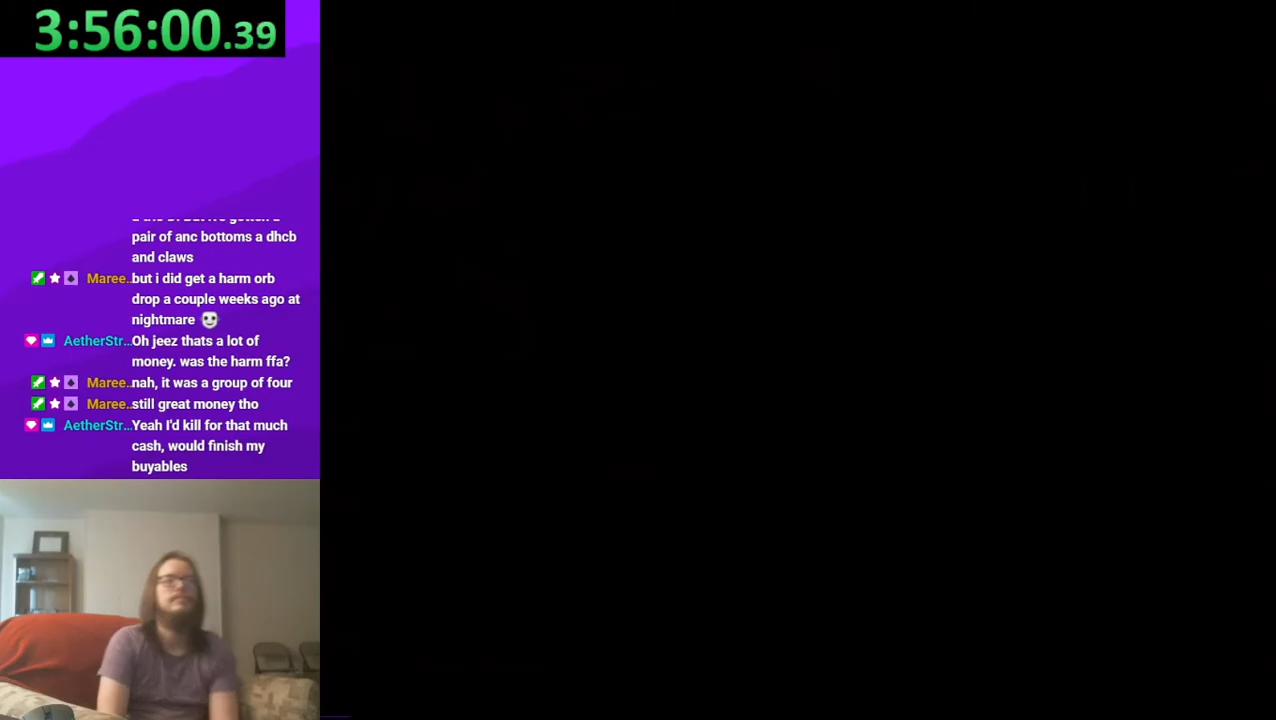 3:56:00.39
pair of anc bottoms a dhcb
and claws
Maree..but i did get a harm orb
drop a couple weeks ago at
nightmare
AetherStr...Oh jeez thats a lot of
money. was the harm ffa?
Maree..nah, it was a group of four
Maree..still great money tho
AetherStr...Yeah I'd kill for that much
cash, would finish my
buyables